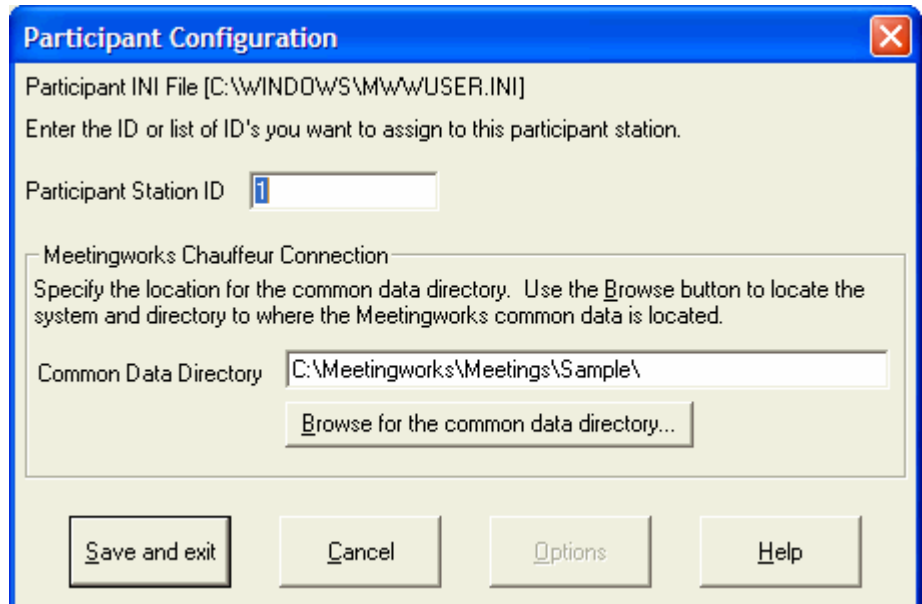 Participant Configuration
Participant INI File [C:\WINDOWS\MWWUSER.INI]
Enter the ID or list of ID's you want to assign to this participant station.
Participant Station ID 1
Meetingworks Chauffeur Connection
Specify the location for the common data directory. Use the Browse button to locate the
system and directory to where the Meetingworks common data is located.
Common Data Directory C:\Meetingworks\Meetings\Sample\
Browse for the common data directory...
Save and exit Cancel Options Help